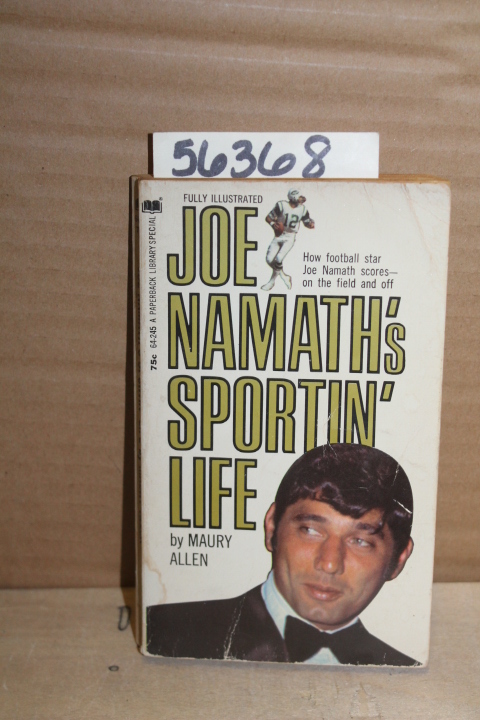 56368
FULLY ILLUSTRATED
JOE
12
How football star
Joe Namath scores—
on the field and off
NAMATH's
SPORTIN'
LIFE
by MAURY
ALLEN
75c 64-245 A PAPERBACK LIBRARY SPECIAL